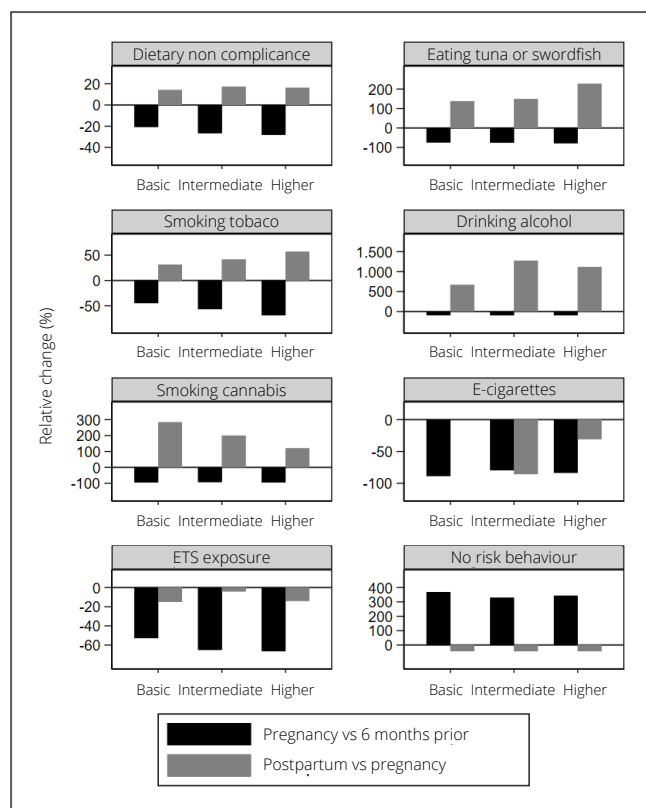 Dietary non complicance
20
0
-20
-40
Basic Intermediate Higher
Eating tuna or swordfish
200
100
0
-100
Basic Intermediate Higher
Smoking tobaco
50
0
-50
Basic Intermediate Higher
Drinking alcohol
1.500
1.000
500
0
Basic Intermediate Higher
Relative change (%)
Smoking cannabis
300
200
100
0
-100
Basic Intermediate Higher
E-cigarettes
0
-50
-100
Basic Intermediate Higher
ETS exposure
0
-20
-40
-60
Basic Intermediate Higher
No risk behaviour
400
300
200
100
0
Basic Intermediate Higher
Pregnancy vs 6 months prior
Postpartum vs pregnancy